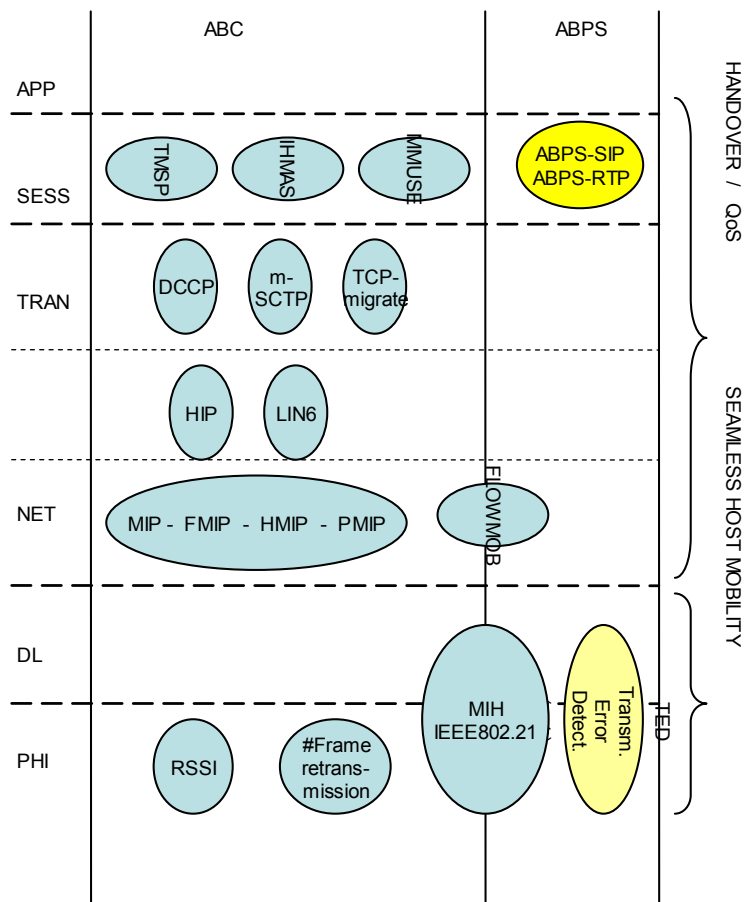 ABC
ABPS
APP
HANDOVER / QoS
TMSP
IHMAS
MMUSE
ABPS-SIP
ABPS-RTP
SESS
DCCP
m-
SCTP
TCP-
migrate
TRAN
HIP
LIN6
SEAMLESS HOST MOBILITY
NET
MIP - FMIP - HMIP - PMIP
FILOWMOB
DL
MIH
IEEE802.21
Transm.
Error
Detect.
TED
PHI
RSSI
#Frame
retrans-
mission